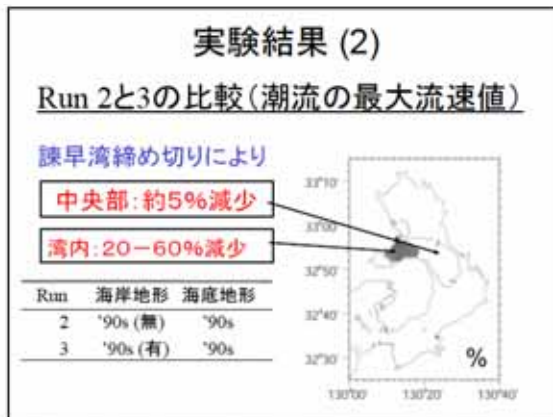 実験結果 (2)
Run 2と3の比較(潮流の最大流速値)
諫早湾締め切りにより
中央部:約5%減少
湾内:20-60%減少
Run 海岸地形 海底地形
2 '90s (無) '90s
3 '90s (有) '90s
33°10'
33°00'
32°50'
32°40'
32°30'
%
130°00' 130°20' 130°40'